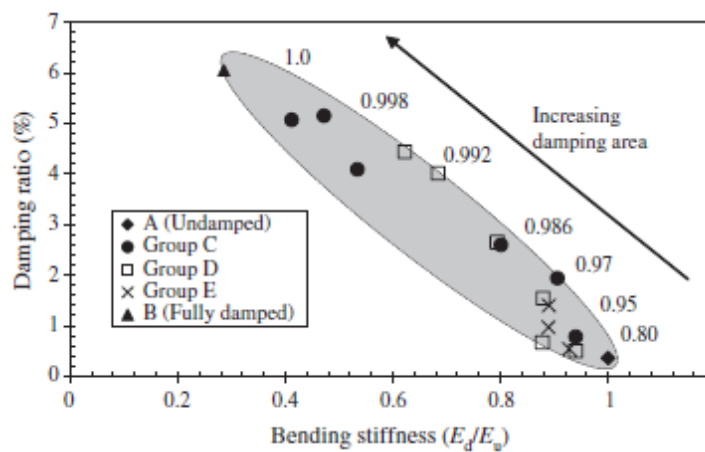 7
6
5
4
3
2
1
0
Damping ratio (%)
1.0
0.998
0.992
0.986
0.97
0.95
0.80
Increasing
damping area
A (Undamped)
Group C
Group D
Group E
B (Fully damped)
0 0.2 0.4 0.6 0.8 1
Bending stiffness (E_d/E_u)